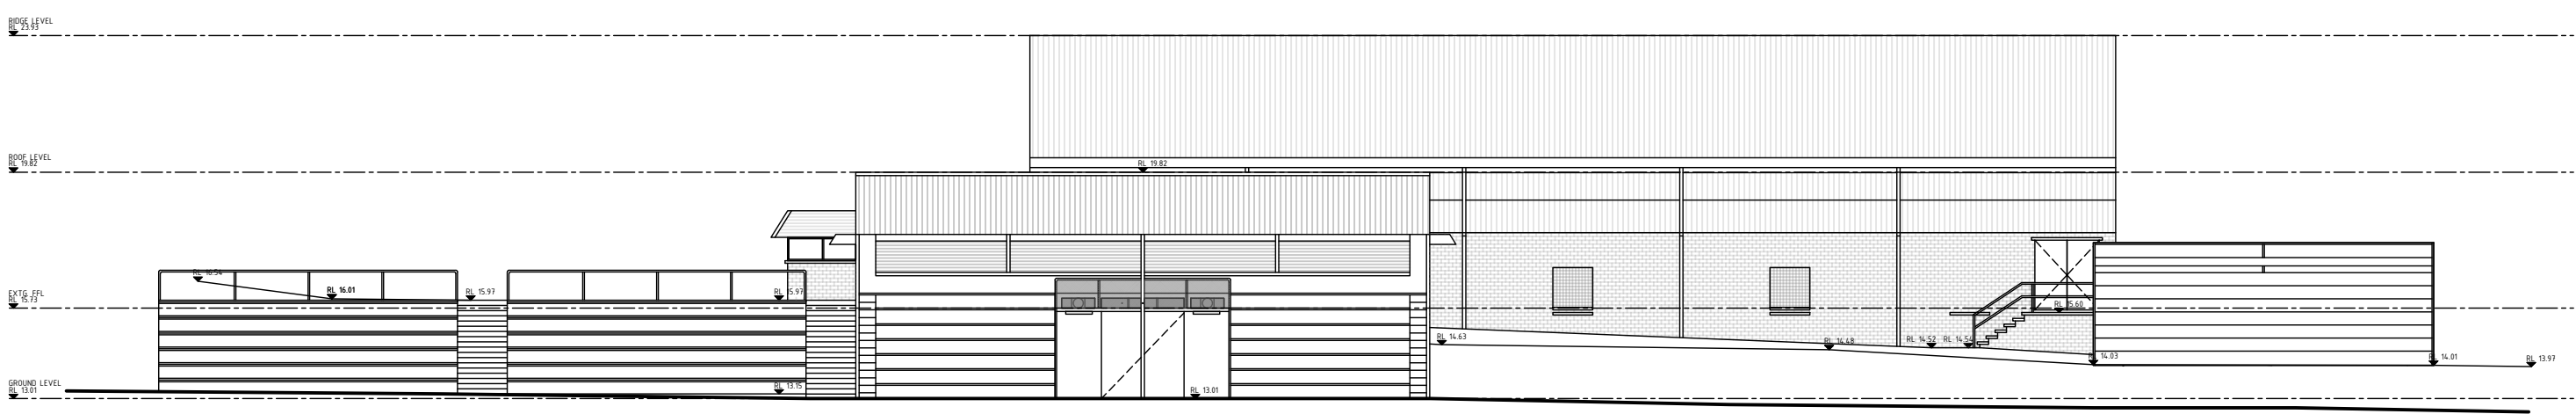 RIDGE LEVEL
RL 23.93
ROOF LEVEL
RL 19.82
RL 19.82
RL 16.54
RL 16.01
RL 15.97
RL 15.97
EXTG FFL
RL 15.73
RL 15.60
RL 14.63
RL 14.48
RL 14.52
RL 14.54
RL 14.03
RL 14.01
RL 13.97
GROUND LEVEL
RL 13.01
RL 13.15
RL 13.01